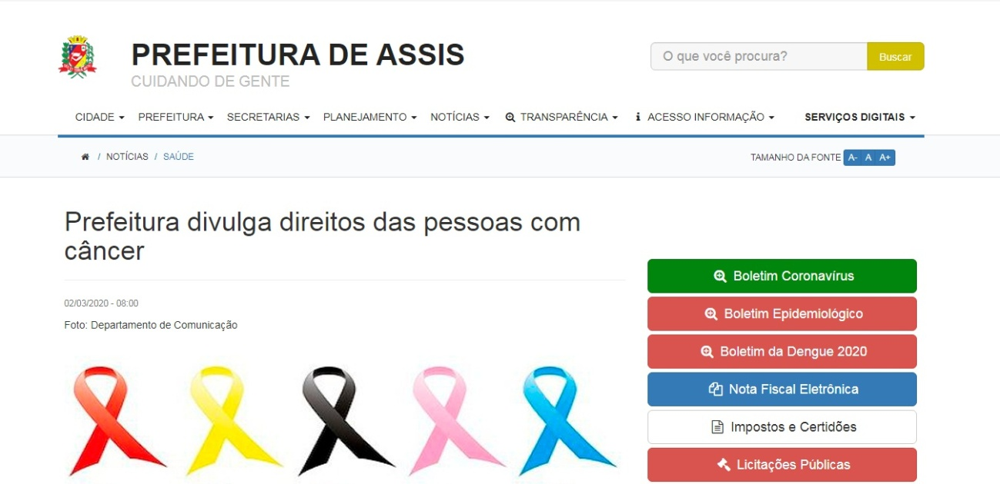 PREFEITURA DE ASSIS
CUIDANDO DE GENTE
O que você procura?
Buscar
CIDADE
PREFEITURA
SECRETARIAS
PLANEJAMENTO
NOTÍCIAS
TRANSPARÊNCIA
ACESSO INFORMAÇÃO
SERVIÇOS DIGITAIS
/ NOTÍCIAS / SAÚDE
TAMANHO DA FONTE A- A A+
Prefeitura divulga direitos das pessoas com
câncer
02/03/2020 - 08:00
Foto: Departamento de Comunicação
Boletim Coronavírus
Boletim Epidemiológico
Boletim da Dengue 2020
Nota Fiscal Eletrônica
Impostos e Certidões
Licitações Públicas